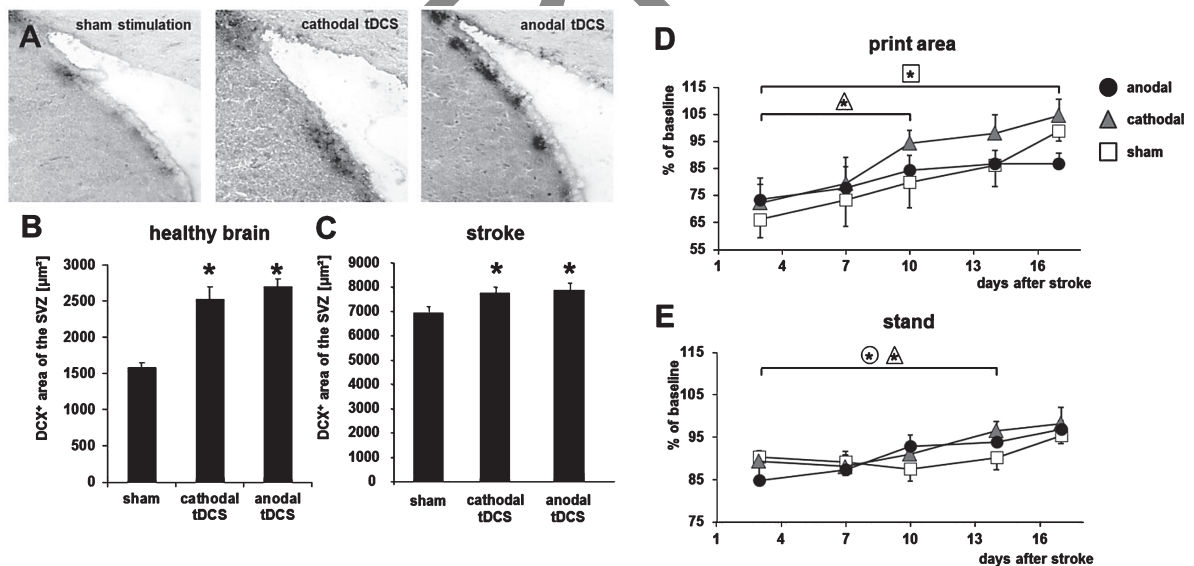 A
sham stimulation
cathodal tDCS
anodal tDCS
B
healthy brain
DCX⁺ area of the SVZ [µm²]
3000
2500
2000
1500
1000
500
0
*
*
sham
cathodal
tDCS
anodal
tDCS
C
stroke
DCX⁺ area of the SVZ [µm²]
9000
8000
7000
6000
5000
4000
3000
2000
1000
0
*
*
sham
cathodal
tDCS
anodal
tDCS
D
print area
% of baseline
115
105
95
85
75
65
55
*
*
1 4 7 10 13 16
days after stroke
anodal
cathodal
sham
E
stand
% of baseline
115
105
95
85
75
* *
1 4 7 10 13 16
days after stroke